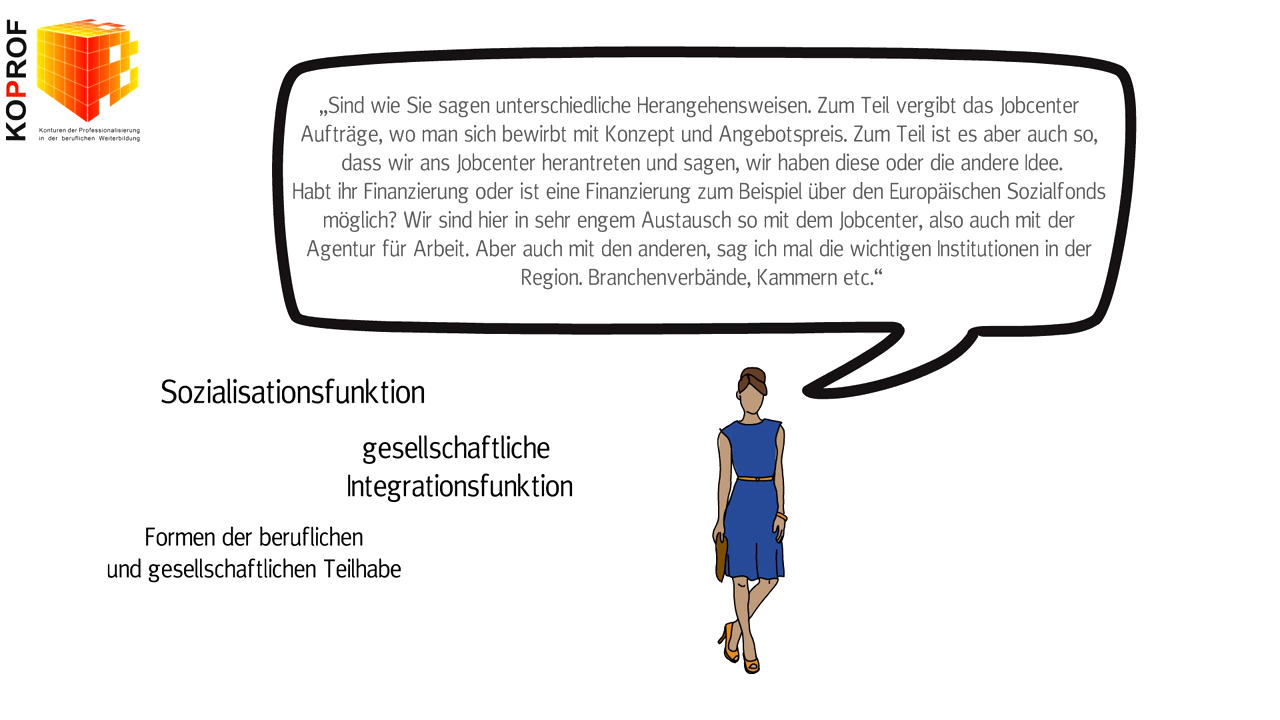 KOPROF
Konturen der Professionalisierung
in der beruflichen Weiterbildung
„Sind wie Sie sagen unterschiedliche Herangehensweisen. Zum Teil vergibt das Jobcenter
Aufträge, wo man sich bewirbt mit Konzept und Angebotspreis. Zum Teil ist es aber auch so,
dass wir ans Jobcenter herantreten und sagen, wir haben diese oder die andere Idee.
Habt ihr Finanzierung oder ist eine Finanzierung zum Beispiel über den Europäischen Sozialfonds
möglich? Wir sind hier in sehr engem Austausch so mit dem Jobcenter, also auch mit der
Agentur für Arbeit. Aber auch mit den anderen, sag ich mal die wichtigen Institutionen in der
Region. Branchenverbände, Kammern etc.“
Sozialisationsfunktion
gesellschaftliche
Integrationsfunktion
Formen der beruflichen
und gesellschaftlichen Teilhabe